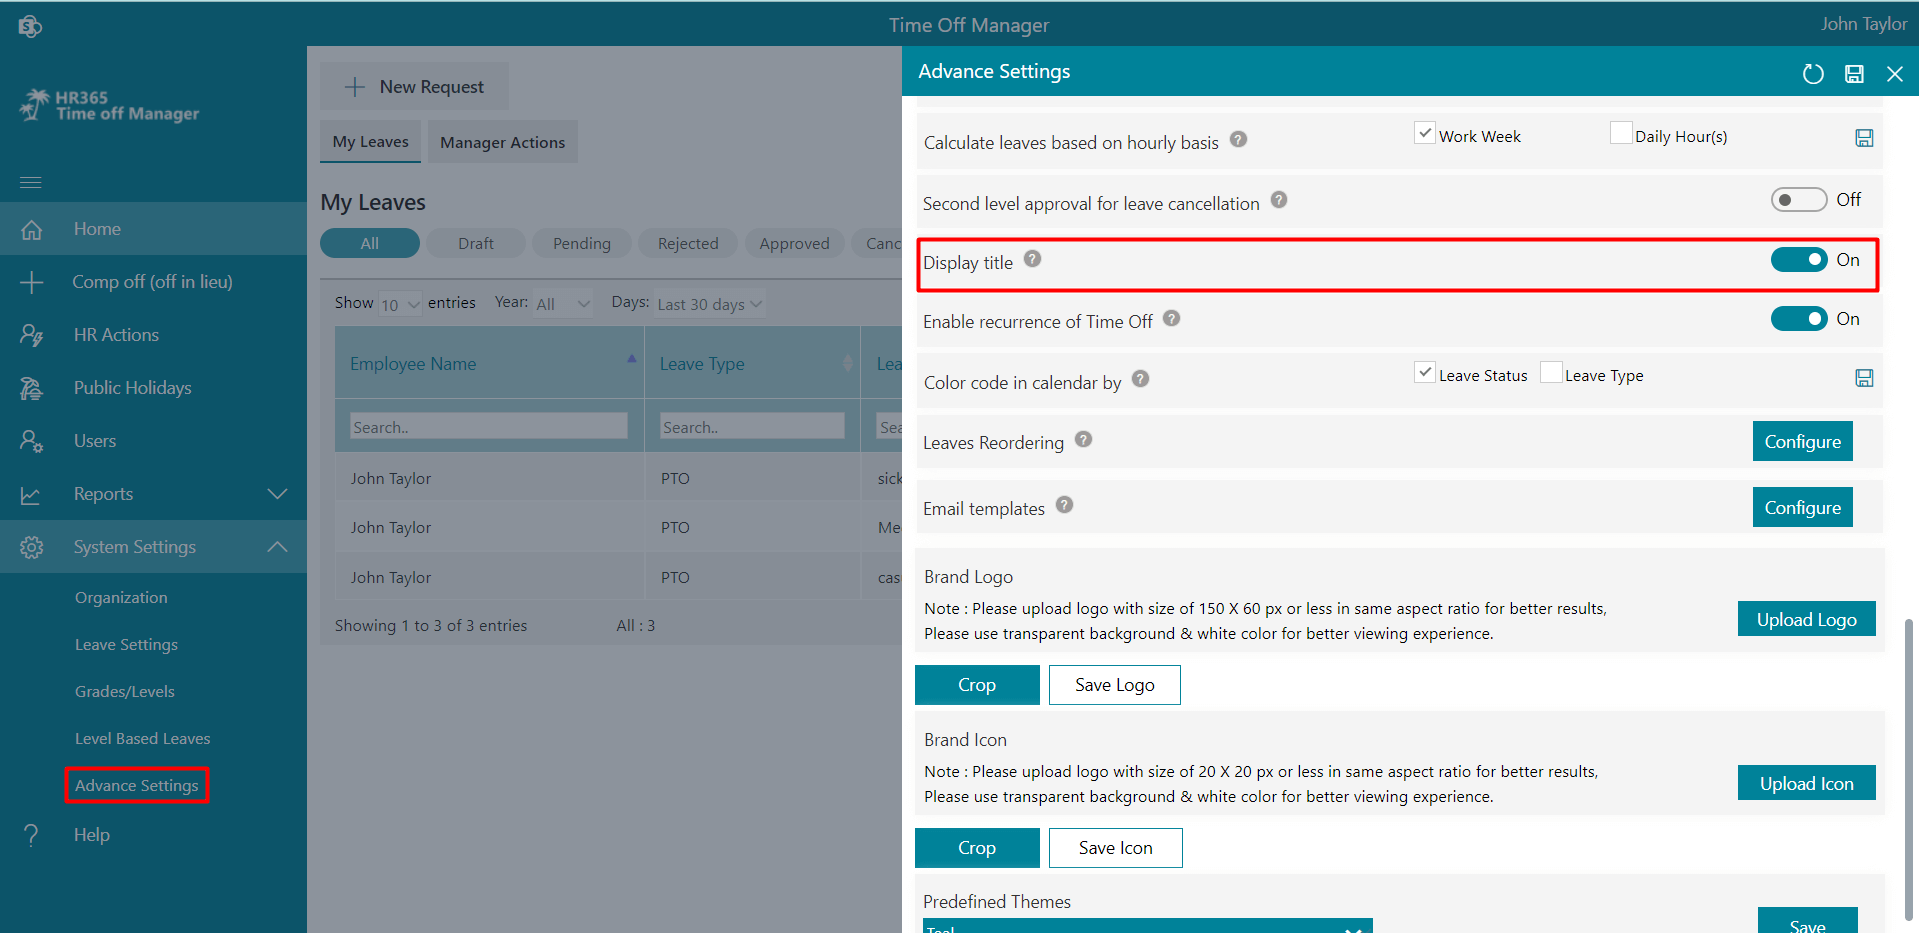 Time Off Manager
John Taylor
HR365
Time off Manager
Home
Comp off (off in lieu)
HR Actions
Public Holidays
Users
Reports
System Settings
Organization
Leave Settings
Grades/Levels
Level Based Leaves
Advance Settings
Help
New Request
My Leaves Manager Actions
My Leaves
All Draft Pending Rejected Approved Canc
Show 10 entries Year: All Days: Last 30 days
Employee Name Leave Type Lea
Search.. Search.. Sea
John Taylor PTO sick
John Taylor PTO Me
John Taylor PTO cas
Showing 1 to 3 of 3 entries All : 3
Advance Settings
Calculate leaves based on hourly basis ? Work Week Daily Hour(s)
Second level approval for leave cancellation ? Off
Display title ? On
Enable recurrence of Time Off ? On
Color code in calendar by ? Leave Status Leave Type
Leaves Reordering ? Configure
Email templates ? Configure
Brand Logo
Note : Please upload logo with size of 150 X 60 px or less in same aspect ratio for better results,
Please use transparent background & white color for better viewing experience.
Upload Logo
Crop Save Logo
Brand Icon
Note : Please upload logo with size of 20 X 20 px or less in same aspect ratio for better results,
Please use transparent background & white color for better viewing experience.
Upload Icon
Crop Save Icon
Predefined Themes
Teal
Save